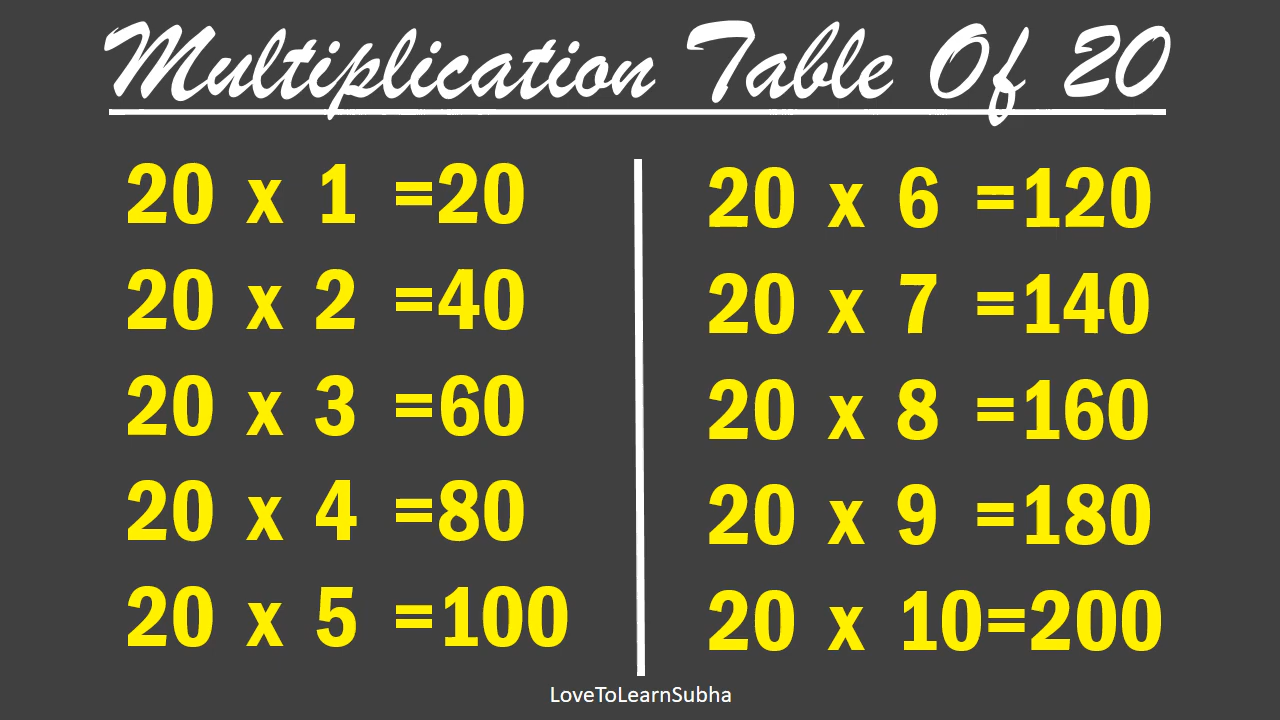 Multiplication Table Of 20
20 x 1 =20
20 x 2 =40
20 x 3 =60
20 x 4 =80
20 x 5 =100
20 x 6 =120
20 x 7 =140
20 x 8 =160
20 x 9 =180
20 x 10=200
LoveToLearnSubha